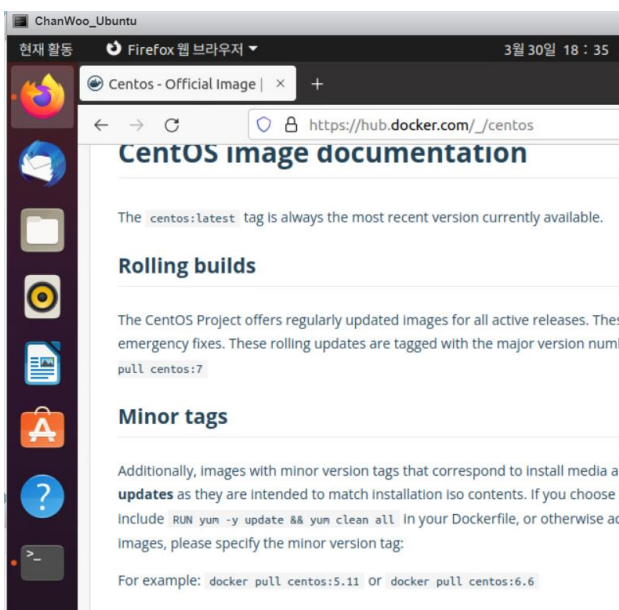 ChanWoo_Ubuntu
현재 활동 Firefox 웹 브라우저 3월 30일 18 : 35
Centos - Official Image |
https://hub.docker.com/_/centos
CentOS image documentation
The centos:latest tag is always the most recent version currently available.
Rolling builds
The CentOS Project offers regularly updated images for all active releases. Thes
emergency fixes. These rolling updates are tagged with the major version num
pull centos:7
Minor tags
Additionally, images with minor version tags that correspond to install media a
updates as they are intended to match installation iso contents. If you choose
include RUN yum -y update && yum clean all in your Dockerfile, or otherwise ad
images, please specify the minor version tag:
For example: docker pull centos:5.11 or docker pull centos:6.6